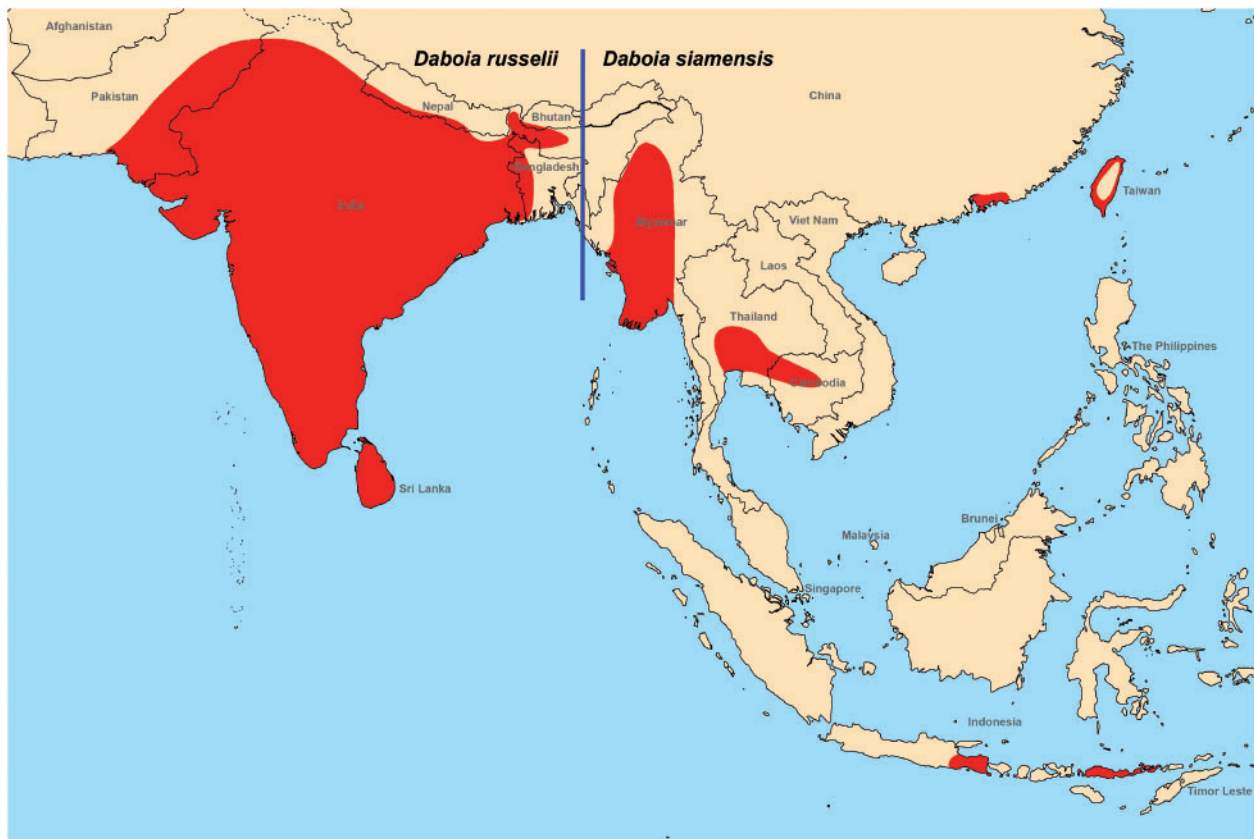 Afghanistan
Daboia russelii
Daboia siamensis
Pakistan
China
Nepal
Bhutan
Bangladesh
Taiwan
India
Myanmar
Viet Nam
Laos
Thailand
The Philippines
Cambodia
Sri Lanka
Brunei
Malaysia
Singapore
Indonesia
Timor Leste